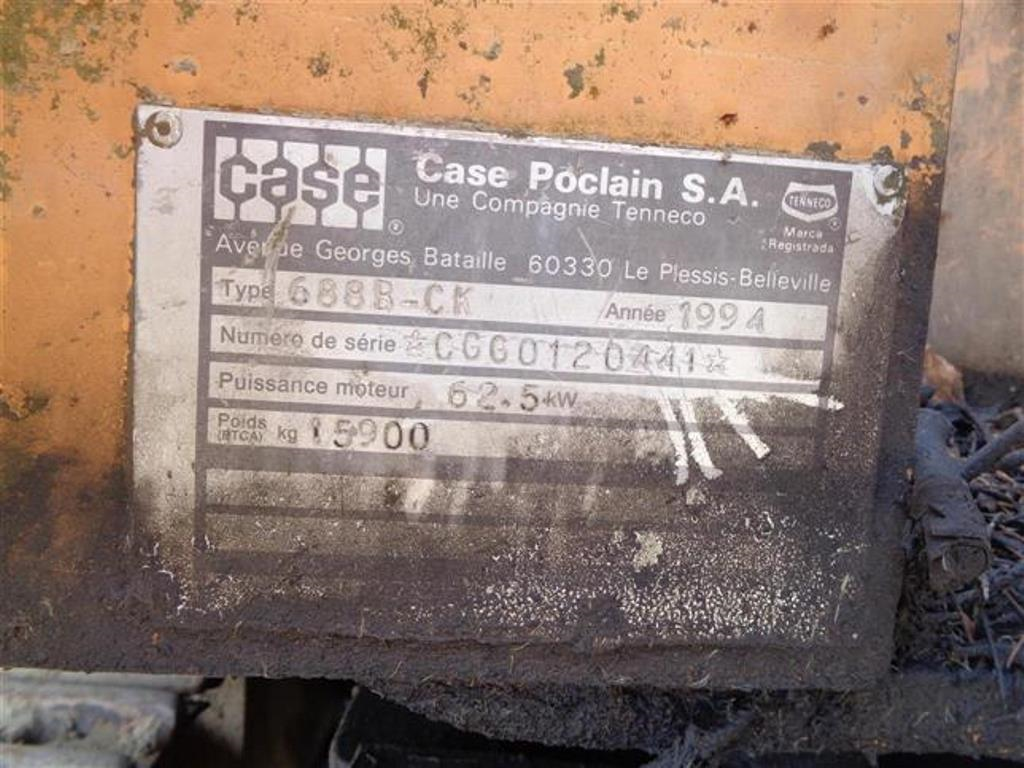 case®
Case Poclain S.A.
Une Compagnie Tenneco
TENNECO®
Marca
Registrada
Avenue Georges Bataille 60330 Le Plessis-Belleville
Type 688B-CK Année 1994
Numéro de série ☆CGG0120441☆
Puissance moteur 62.5 kW
Poids (BTCA) kg 15900